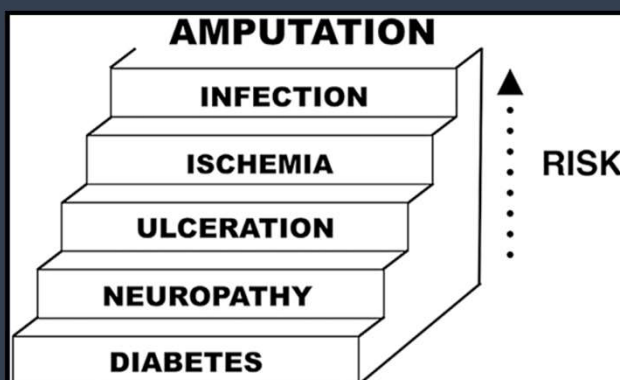 AMPUTATION
INFECTION
ISCHEMIA
RISK
ULCERATION
NEUROPATHY
DIABETES